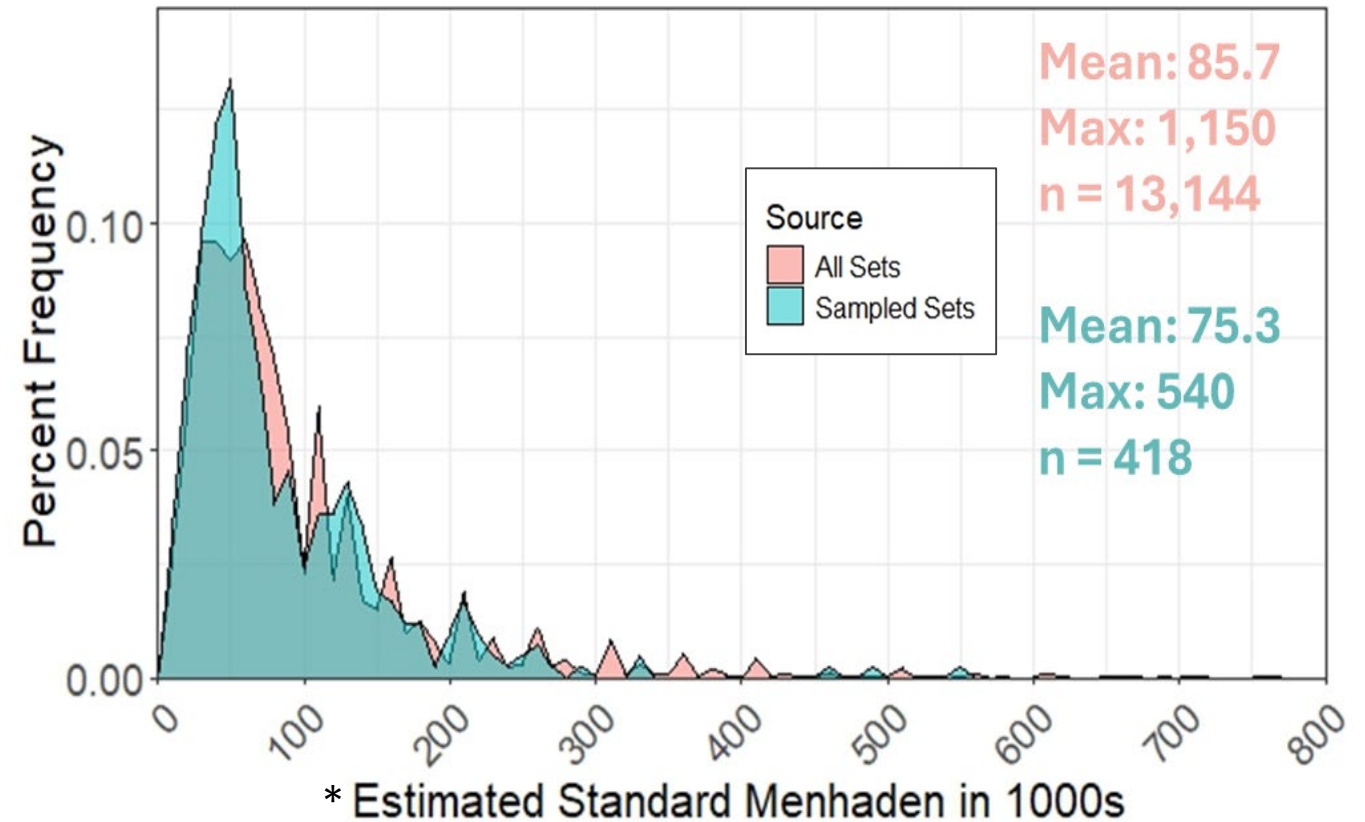 Mean: 85.7
Max: 1,150
n = 13,144
Source
All Sets
Sampled Sets
Mean: 75.3
Max: 540
n = 418
Percent Frequency
0.10
0.05
0.00
0 100 200 300 400 500 600 700 800
* Estimated Standard Menhaden in 1000s